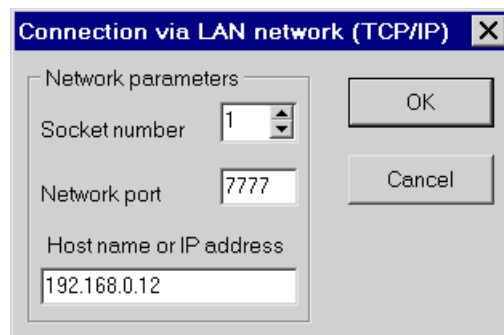 Connection via LAN network (TCP/IP)
Network parameters
Socket number 1
Network port 7777
Host name or IP address
192.168.0.12
OK
Cancel